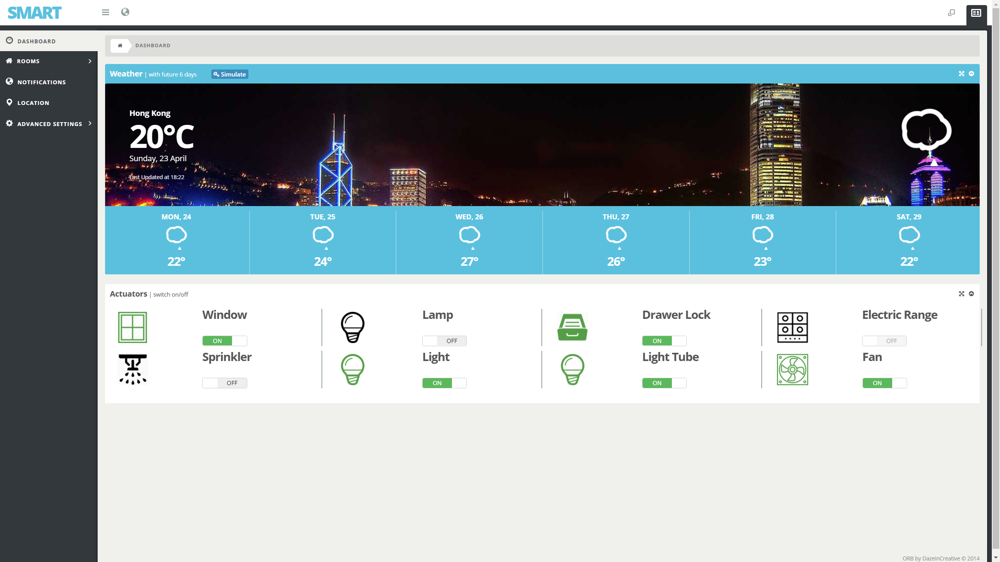 SMART
DASHBOARD
ROOMS
NOTIFICATIONS
LOCATION
ADVANCED SETTINGS
DASHBOARD
Weather | with future 6 days
Simulate
Hong Kong
20°C
Sunday, 23 April
Last Updated at 18:22
MON, 24
TUE, 25
WED, 26
THU, 27
FRI, 28
SAT, 29
22°
24°
27°
26°
23°
22°
Actuators | switch on/off
Window
Lamp
Drawer Lock
Electric Range
ON
OFF
ON
OFF
Sprinkler
Light
Light Tube
Fan
OFF
ON
ON
ON
ORB by DazeinCreative © 2014